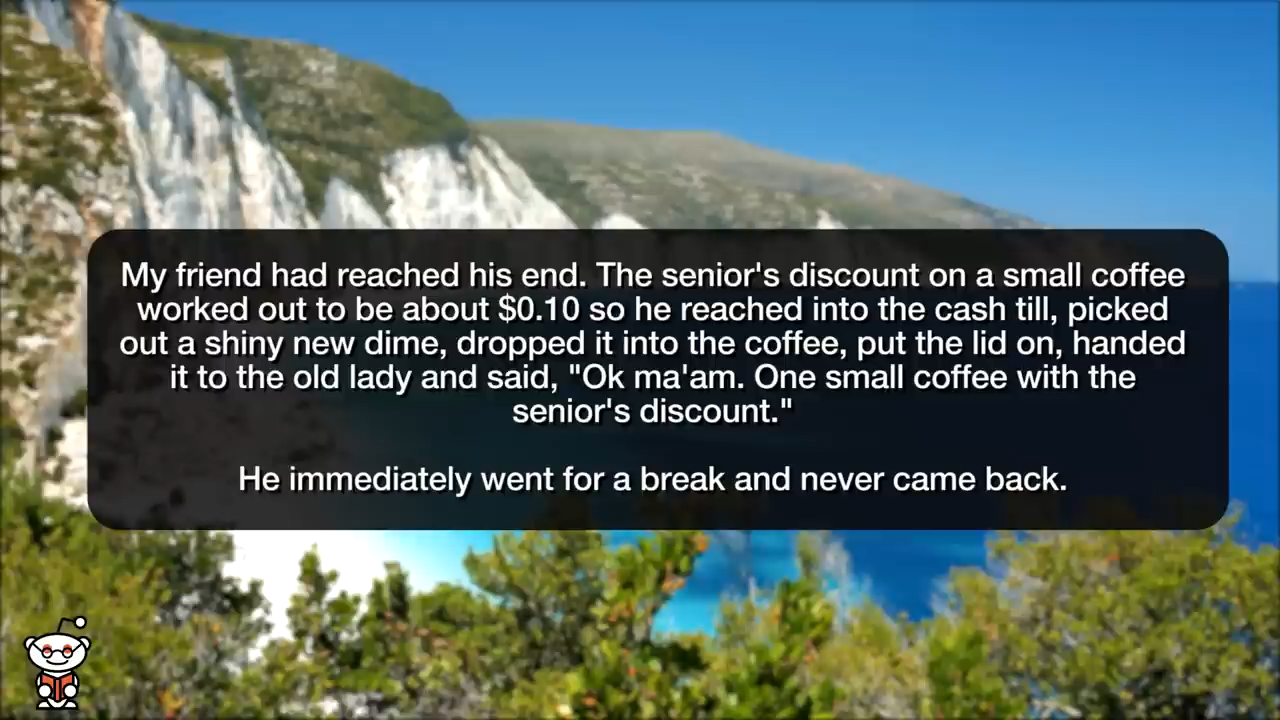 My friend had reached his end. The senior's discount on a small coffee
worked out to be about $0.10 so he reached into the cash till, picked
out a shiny new dime, dropped it into the coffee, put the lid on, handed
it to the old lady and said, "Ok ma'am. One small coffee with the
senior's discount."
He immediately went for a break and never came back.